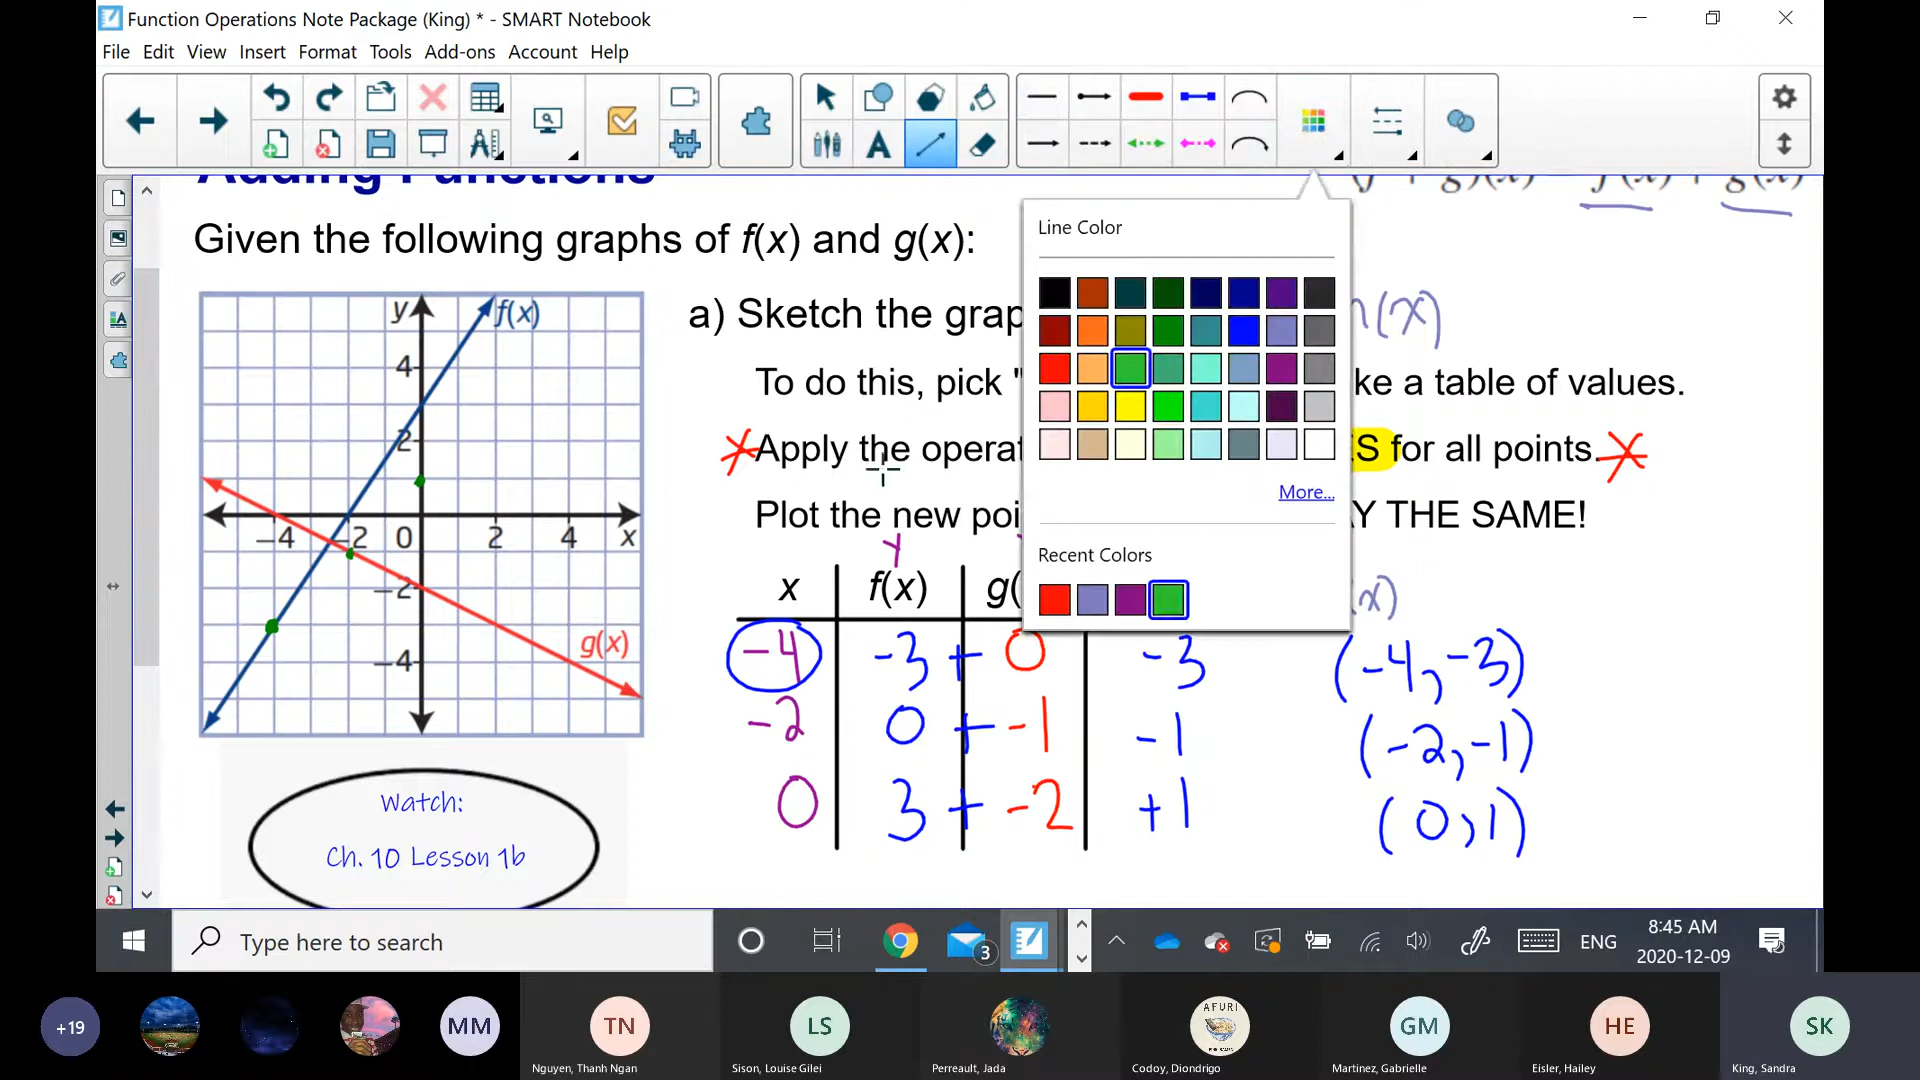 Function Operations Note Package (King) * - SMART Notebook
File Edit View Insert Format Tools Add-ons Account Help
Adding Functions
(f + g)(x) f(x) + g(x)
Given the following graphs of f(x) and g(x):
Line Color
a) Sketch the grap
(x)
To do this, pick "
ke a table of values.
Apply the operat
ES for all points.
More...
Plot the new poi
AY THE SAME!
Recent Colors
y f(x)
4
2
-4 -2 0 2 4 x
-2
-4
g(x)
y
x f(x) g( (x)
-4 -3 + 0 -3 (-4, -3)
-2 0 + -1 -1 (-2, -1)
0 3 + -2 +1 (0, 1)
Watch:
Ch. 10 Lesson 1b
Type here to search
3
ENG
8:45 AM
2020-12-09
+19
MM
TN
LS
AFURI
GM
HE
SK
Nguyen, Thanh Ngan
Sison, Louise Gilei
Perreault, Jada
Codoy, Diondrigo
Martinez, Gabrielle
Eisler, Hailey
King, Sandra